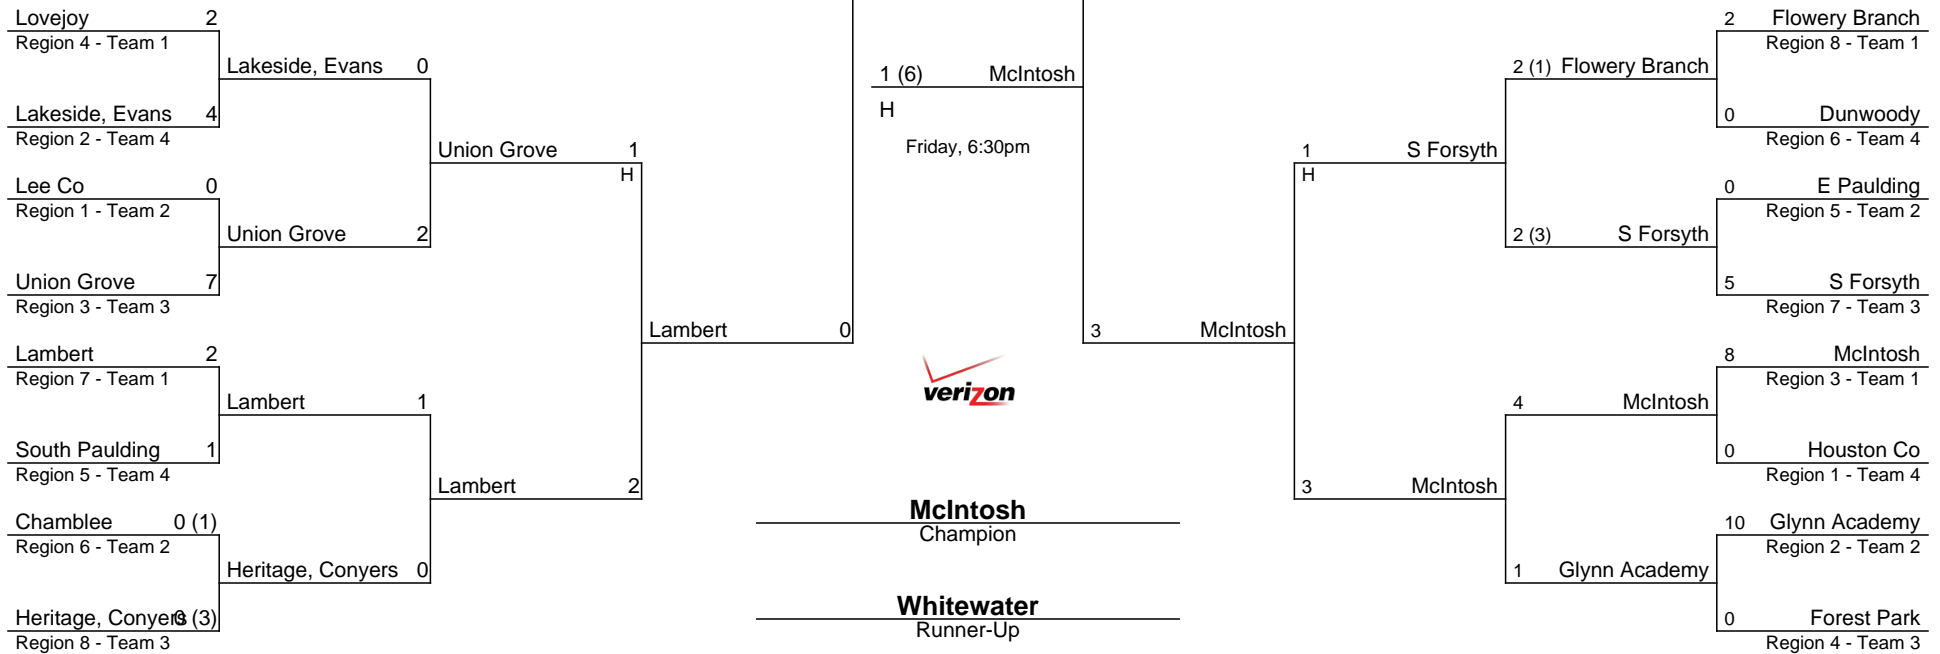 Lovejoy 2
Region 4 - Team 1
Lakeside, Evans 0
Lakeside, Evans 4
Region 2 - Team 4
Union Grove 1
H
Lee Co 0
Region 1 - Team 2
Union Grove 2
Union Grove 7
Region 3 - Team 3
Lambert 0
Lambert 2
Region 7 - Team 1
Lambert 1
South Paulding 1
Region 5 - Team 4
Lambert 2
Chamblee 0 (1)
Region 6 - Team 2
Heritage, Conyers 0
Heritage, Conyers 0 (3)
Region 8 - Team 3
1 (6) McIntosh
H
Friday, 6:30pm
verizon
McIntosh
Champion
Whitewater
Runner-Up
3 McIntosh
1 S Forsyth
H
3 McIntosh
2 (1) Flowery Branch
2 (3) S Forsyth
4 McIntosh
1 Glynn Academy
2 Flowery Branch
Region 8 - Team 1
0 Dunwoody
Region 6 - Team 4
0 E Paulding
Region 5 - Team 2
5 S Forsyth
Region 7 - Team 3
8 McIntosh
Region 3 - Team 1
0 Houston Co
Region 1 - Team 4
10 Glynn Academy
Region 2 - Team 2
0 Forest Park
Region 4 - Team 3